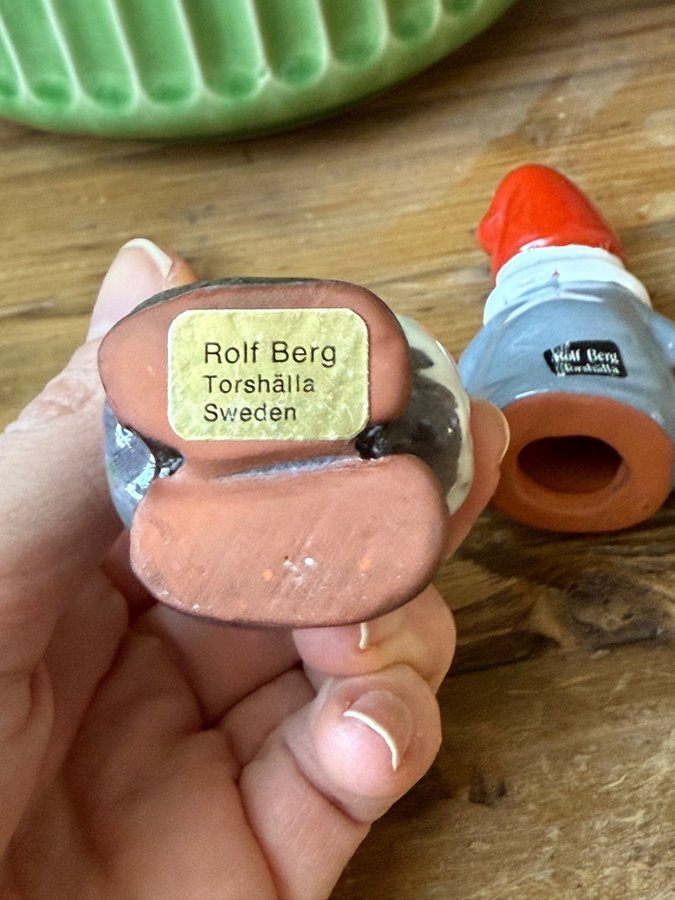 Rolf Berg
Torshälla
Sweden
Rolf Berg
Torshälla